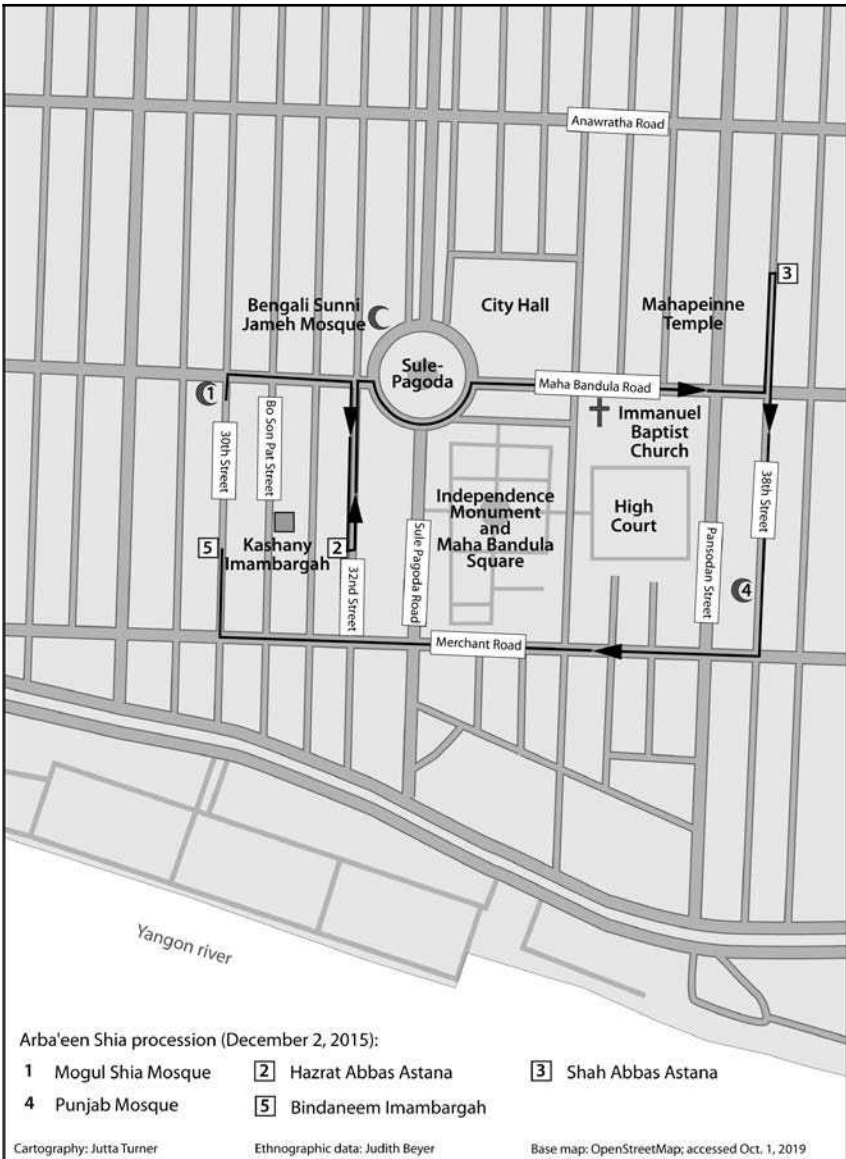 Anawratha Road
3
Bengali Sunni
Jameh Mosque
City Hall
Mahapeinne
Temple
Sule-
Pagoda
Maha Bandula Road
1
Immanuel
Baptist
Church
30th Street
Bo Son Pat Street
38th Street
Independence
Monument
and
Maha Bandula
Square
High
Court
5
Kashany
Imambargah
2
32nd Street
Sule Pagoda Road
Pansodan Street
4
Merchant Road
Yangon river
Arba'een Shia procession (December 2, 2015):
1 Mogul Shia Mosque 2 Hazrat Abbas Astana 3 Shah Abbas Astana
4 Punjab Mosque 5 Bindaneem Imambargah
Cartography: Jutta Turner Ethnographic data: Judith Beyer Base map: OpenStreetMap; accessed Oct. 1, 2019